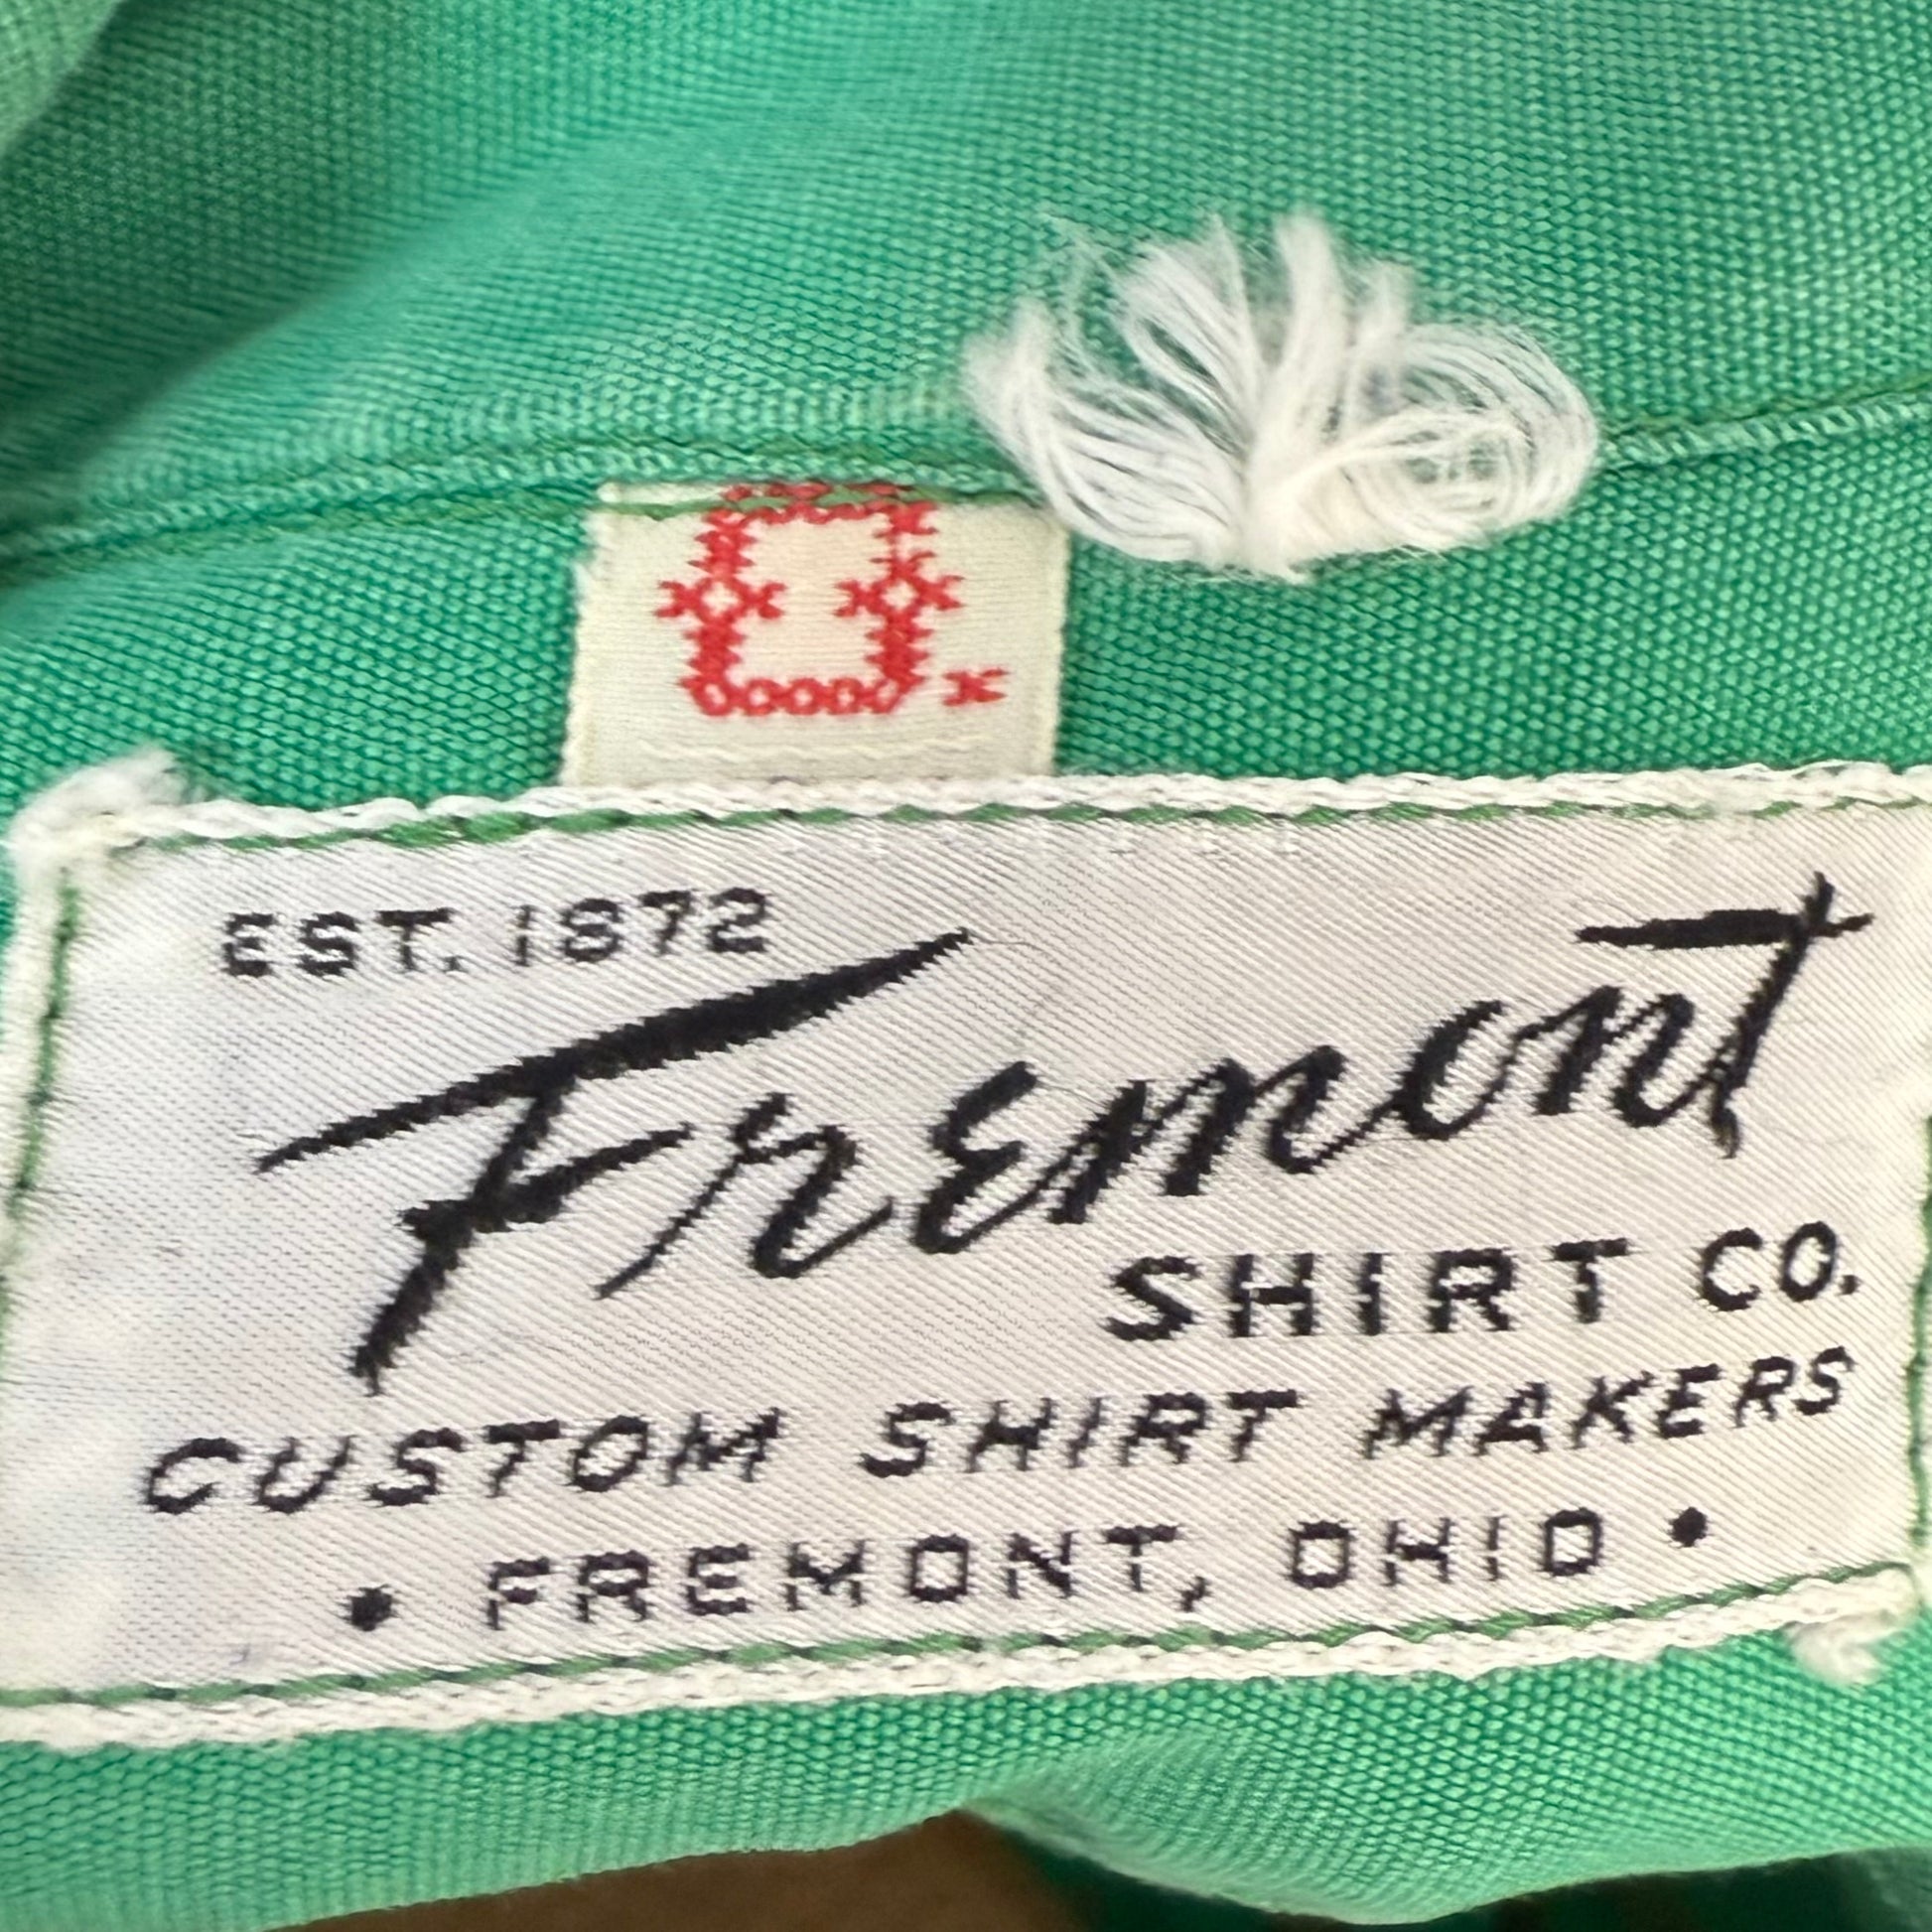 EST. 1872
Fremont
SHIRT CO.
CUSTOM SHIRT MAKERS
• FREMONT, OHIO •